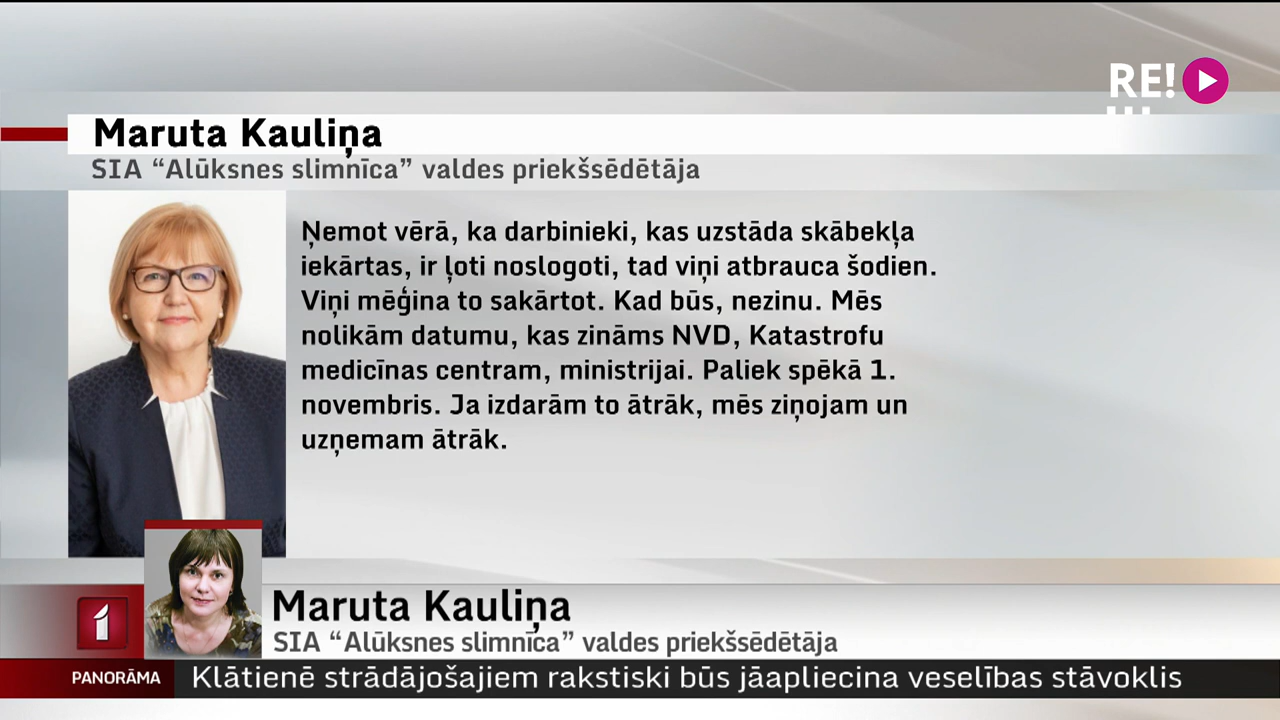 RE!
Maruta Kauliņa
SIA “Alūksnes slimnīca” valdes priekšsēdētāja
Ņemot vērā, ka darbinieki, kas uzstāda skābekļa
iekārtas, ir ļoti noslogoti, tad viņi atbrauca šodien.
Viņi mēģina to sakārtot. Kad būs, nezinu. Mēs
nolikām datumu, kas zināms NVD, Katastrofu
medicīnas centram, ministrijai. Paliek spēkā 1.
novembris. Ja izdarām to ātrāk, mēs ziņojam un
uzņemam ātrāk.
1
Maruta Kauliņa
SIA “Alūksnes slimnīca” valdes priekšsēdētāja
PANORĀMA
Klātienē strādājošajiem rakstiski būs jāapliecina veselības stāvoklis